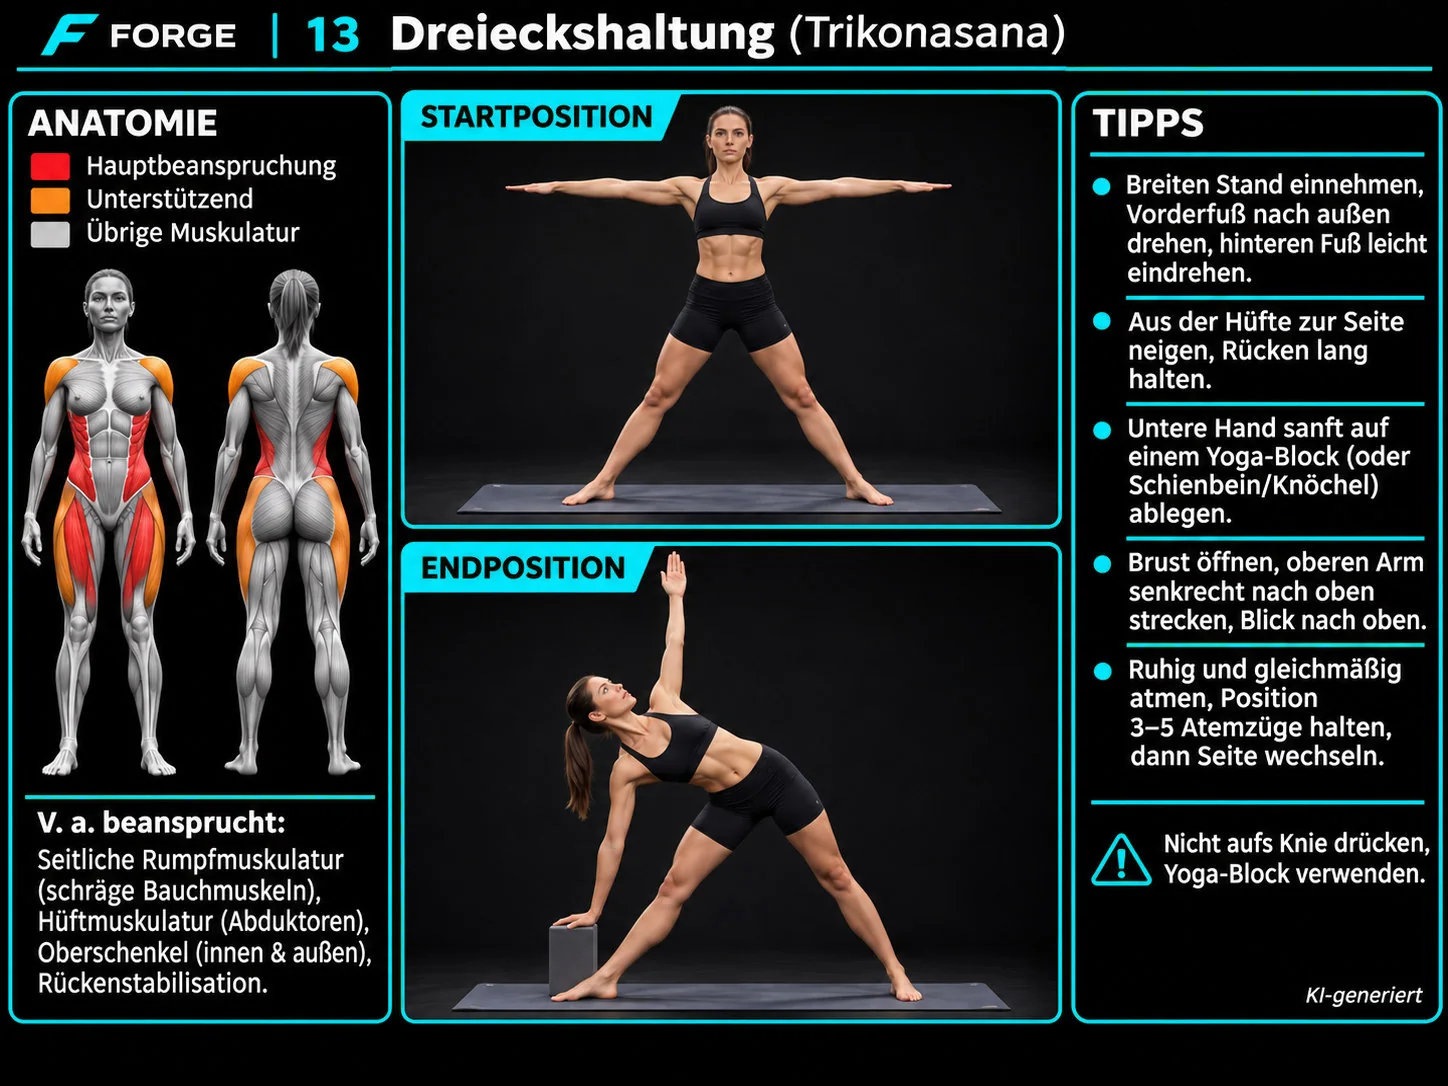 FORGE | 13 Dreieckshaltung (Trikonasana)
ANATOMIE
Hauptbeanspruchung
Unterstützend
Übrige Muskulatur
V. a. beansprucht:
Seitliche Rumpfmuskulatur
(schräge Bauchmuskeln),
Hüftmuskulatur (Abduktoren),
Oberschenkel (innen & außen),
Rückenstabilisation.
STARTPOSITION
ENDPOSITION
TIPPS
Breiten Stand einnehmen,
Vorderfuß nach außen
drehen, hinteren Fuß leicht
eindrehen.
Aus der Hüfte zur Seite
neigen, Rücken lang
halten.
Untere Hand sanft auf
einem Yoga-Block (oder
Schienbein/Knöchel)
ablegen.
Brust öffnen, oberen Arm
senkrecht nach oben
strecken, Blick nach oben.
Ruhig und gleichmäßig
atmen, Position
3–5 Atemzüge halten,
dann Seite wechseln.
Nicht aufs Knie drücken,
Yoga-Block verwenden.
KI-generiert